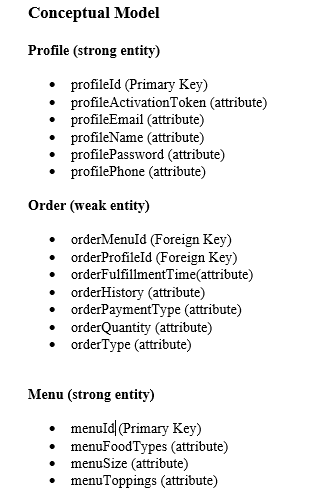 Conceptual Model
Profile (strong entity)
• profileId (Primary Key)
• profileActivationToken (attribute)
• profileEmail (attribute)
• profileName (attribute)
• profilePassword (attribute)
• profilePhone (attribute)
Order (weak entity)
• orderMenuId (Foreign Key)
• orderProfileId (Foreign Key)
• orderFulfillmentTime(attribute)
• orderHistory (attribute)
• orderPaymentType (attribute)
• orderQuantity (attribute)
• orderType (attribute)
Menu (strong entity)
• menuId (Primary Key)
• menuFoodTypes (attribute)
• menuSize (attribute)
• menuToppings (attribute)